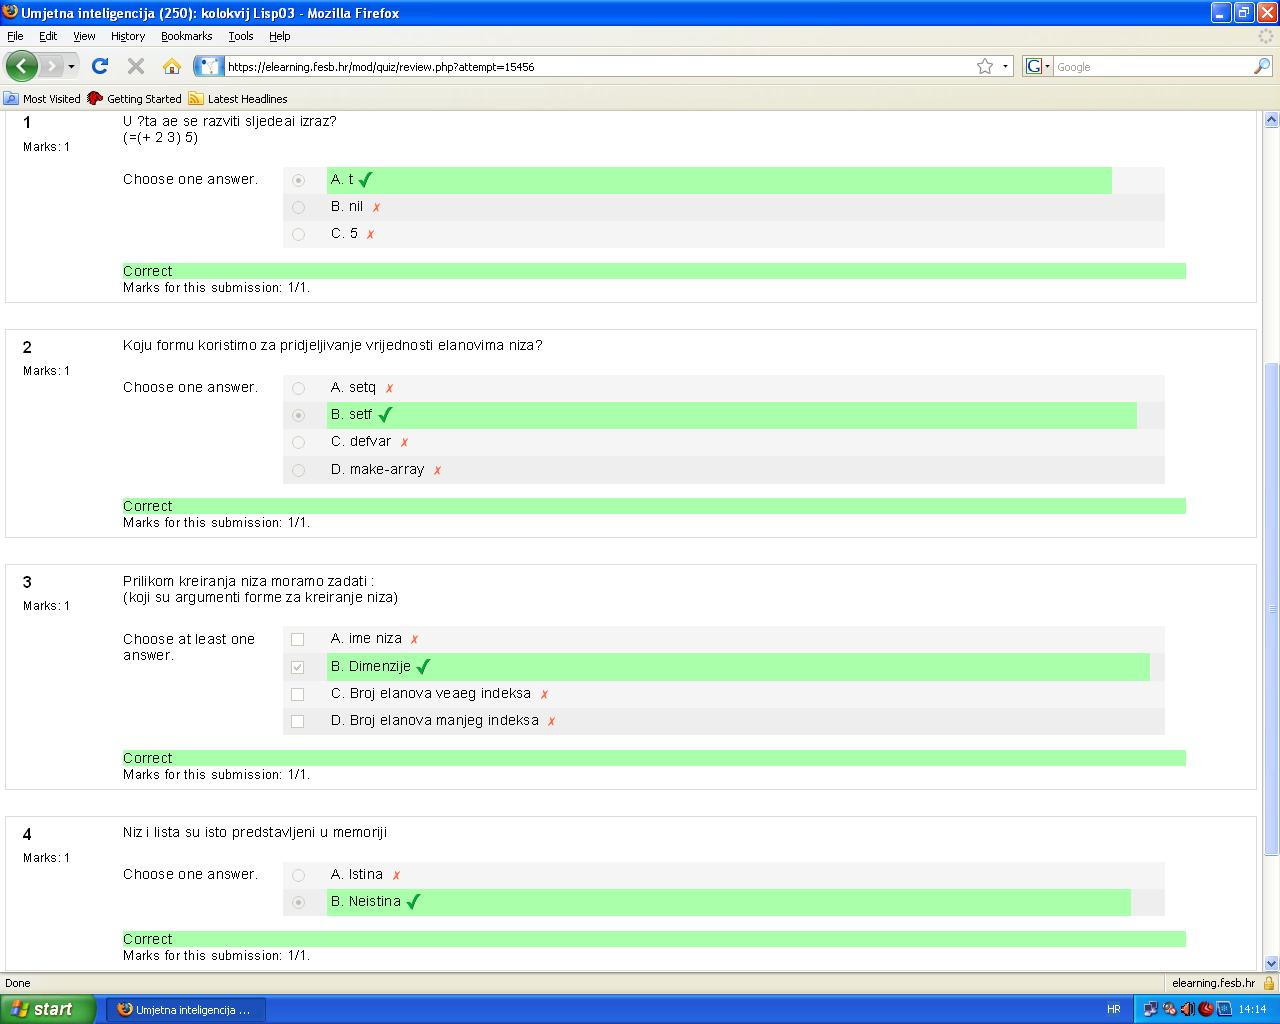 Umjetna inteligencija (250): kolokvij Lisp03 - Mozilla Firefox
File Edit View History Bookmarks Tools Help
https://elearning.fesb.hr/mod/quiz/review.php?attempt=15456
G Google
Most Visited Getting Started Latest Headlines
1 U ?ta ae se razviti sljedeai izraz?
(=(+ 2 3) 5)
Marks: 1
Choose one answer.
A. t
B. nil
C. 5
Correct
Marks for this submission: 1/1.
2 Koju formu koristimo za pridjeljivanje vrijednosti elanovima niza?
Marks: 1
Choose one answer.
A. setq
B. setf
C. defvar
D. make-array
Correct
Marks for this submission: 1/1.
3 Prilikom kreiranja niza moramo zadati :
(koji su argumenti forme za kreiranje niza)
Marks: 1
Choose at least one
answer.
A. ime niza
B. Dimenzije
C. Broj elanova veaeg indeksa
D. Broj elanova manjeg indeksa
Correct
Marks for this submission: 1/1.
4 Niz i lista su isto predstavljeni u memoriji
Marks: 1
Choose one answer.
A. Istina
B. Neistina
Correct
Marks for this submission: 1/1.
Done elearning.fesb.hr
start Umjetna inteligencija ... HR 14:14